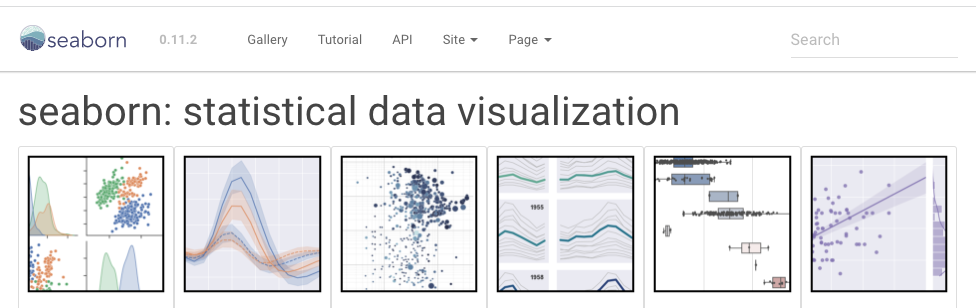 seaborn 0.11.2 Gallery Tutorial API Site Page Search
seaborn: statistical data visualization
1955
1958